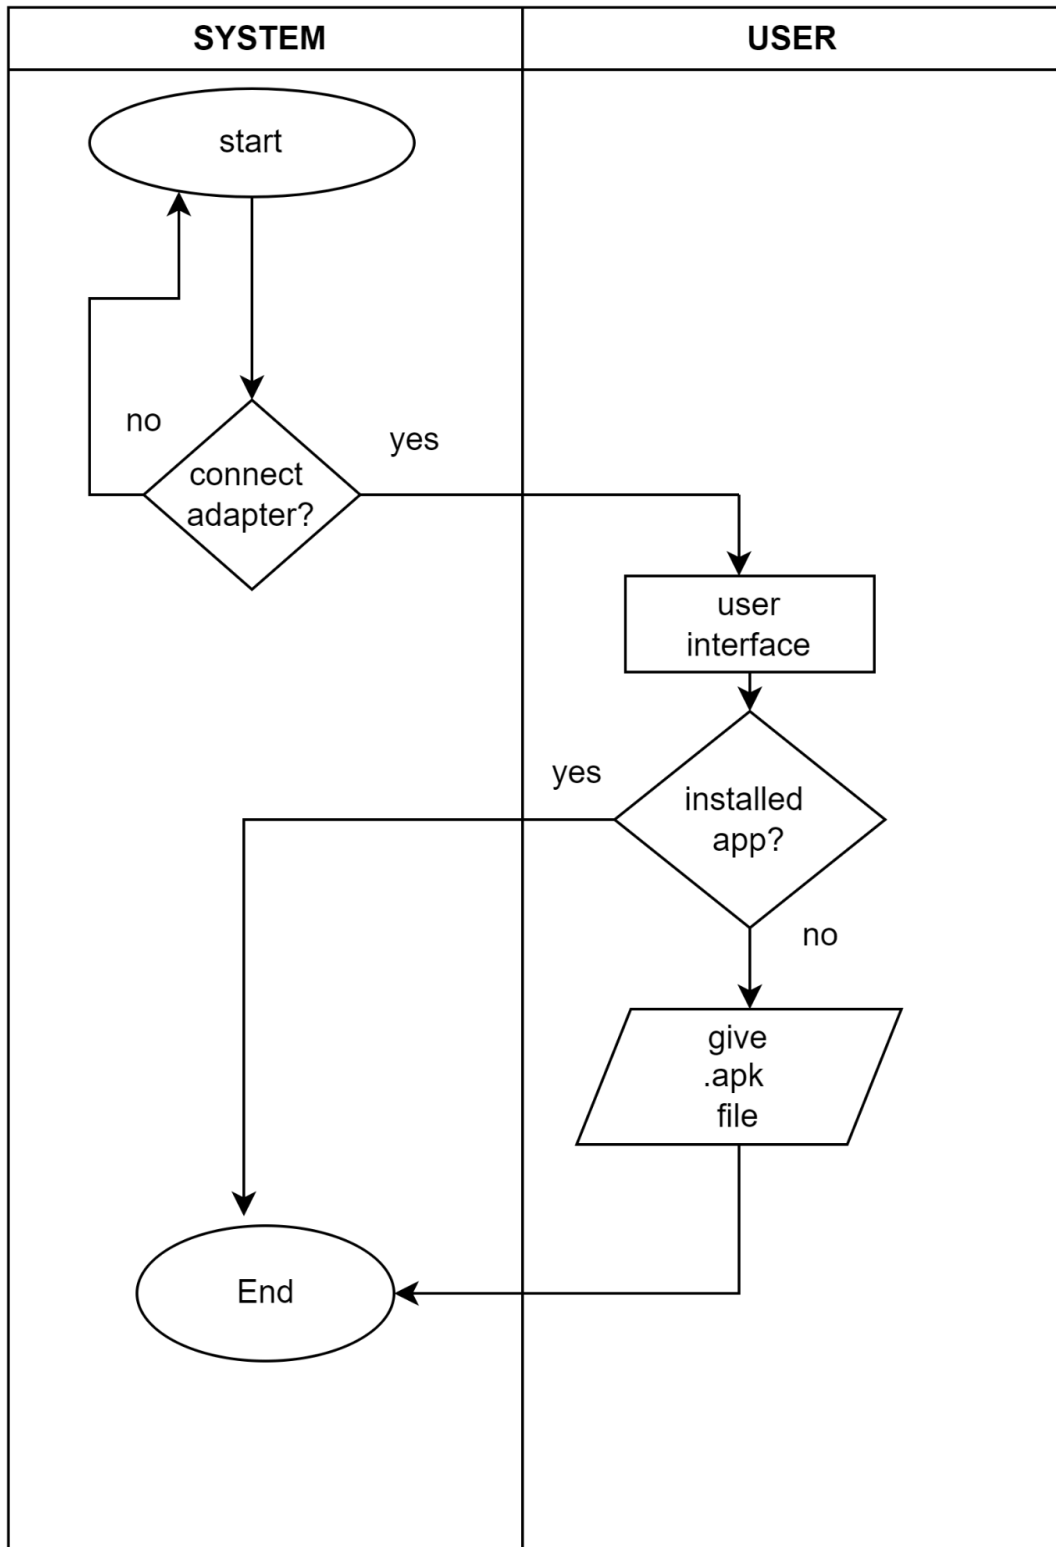 SYSTEM
USER
start
no
yes
connect
adapter?
user
interface
yes
installed
app?
no
give
.apk
file
End